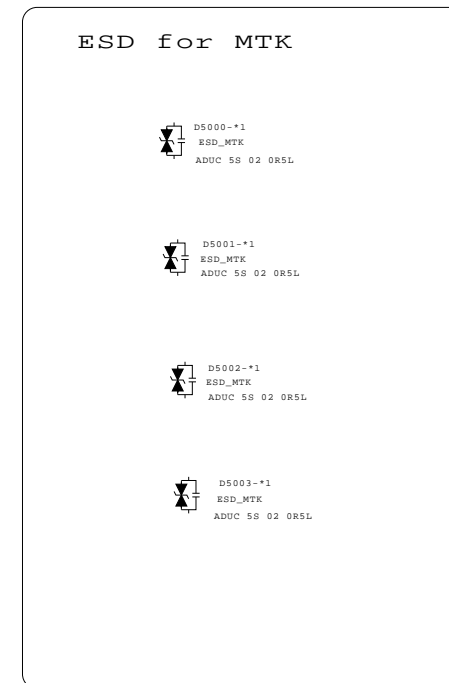 ESD for MTK
D5000-*1
ESD_MTK
ADUC 5S 02 0R5L
D5001-*1
ESD_MTK
ADUC 5S 02 0R5L
D5002-*1
ESD_MTK
ADUC 5S 02 0R5L
D5003-*1
ESD_MTK
ADUC 5S 02 0R5L